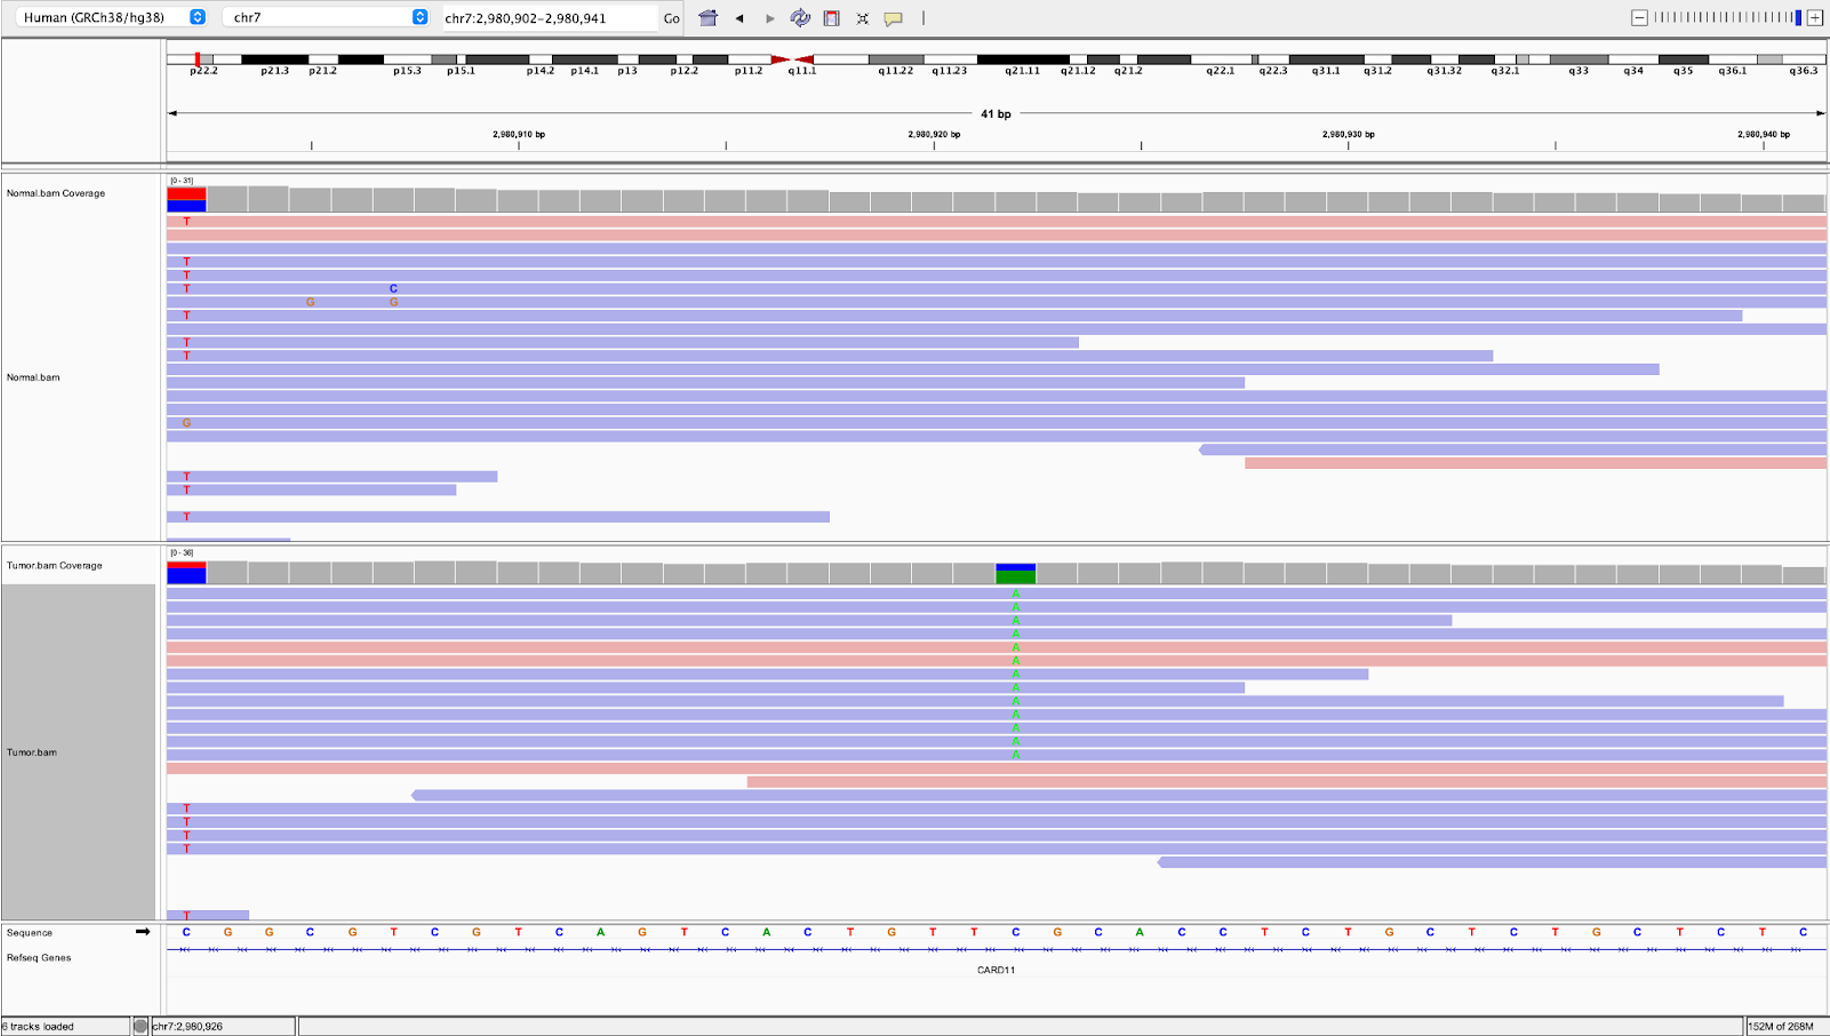 Human (GRCh38/hg38) chr7 chr7:2,980,902-2,980,941 Go
p22.2 p21.3 p21.2 p15.3 p15.1 p14.2 p14.1 p13 p12.2 p11.2 q11.1 q11.22 q11.23 q21.11 q21.12 q21.2 q22.1 q22.3 q31.1 q31.2 q31.32 q32.1 q33 q34 q35 q36.1 q36.3
41 bp
2,980,910 bp 2,980,920 bp 2,980,930 bp 2,980,940 bp
[0 - 31]
Normal.bam Coverage
T
T
T
T C
G G
T
T
T
Normal.bam
G
T
T
T
[0 - 36]
Tumor.bam Coverage
A
A
A
A
A
A
A
A
A
A
A
A
A
Tumor.bam
T
T
T
T
T
Sequence C G G C G T C G T C A G T C A C T G T T C G C A C C T C T G C T C T G C T C T C
Refseq Genes
CARD11
6 tracks loaded chr7:2,980,926 152M of 268M